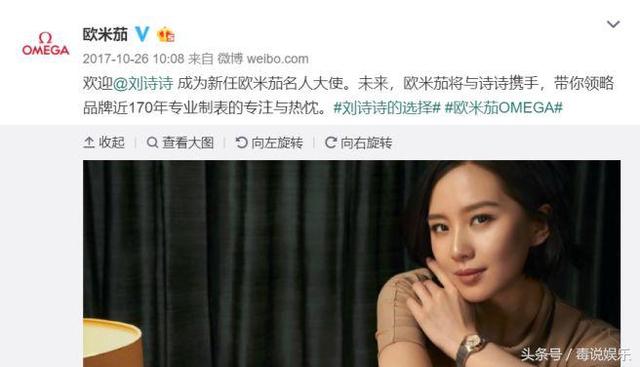 欧米茄
OMEGA
2017-10-26 10:08 来自 微博 weibo.com
欢迎@刘诗诗 成为新任欧米茄名人大使。未来，欧米茄将与诗诗携手，带你领略
品牌近170年专业制表的专注与热忱。#刘诗诗的选择# #欧米茄OMEGA#
收起 查看大图 向左旋转 向右旋转
头条号／毒说娱乐